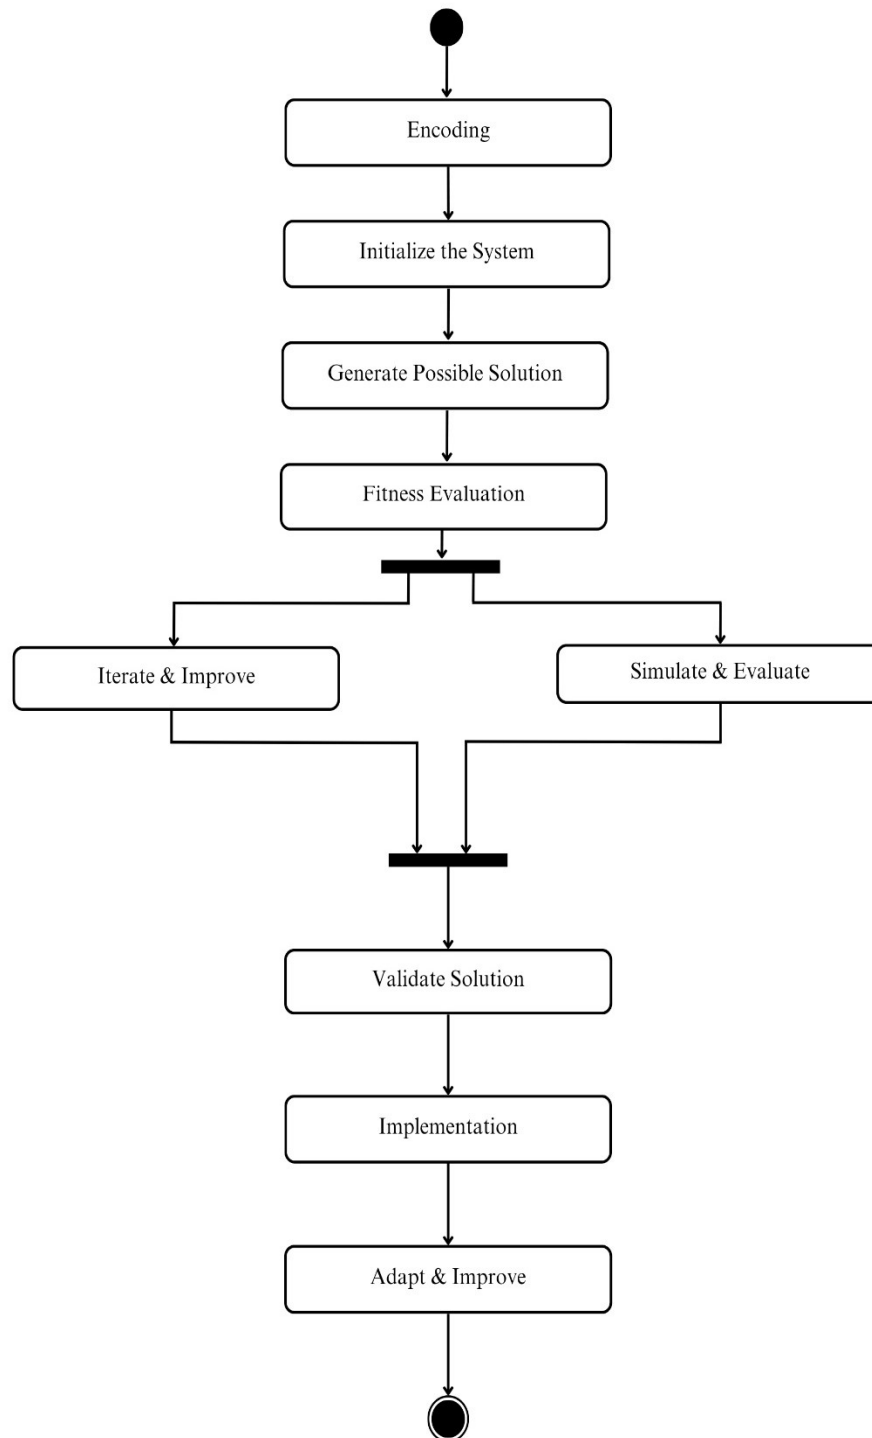 Encoding
Initialize the System
Generate Possible Solution
Fitness Evaluation
Iterate & Improve
Simulate & Evaluate
Validate Solution
Implementation
Adapt & Improve